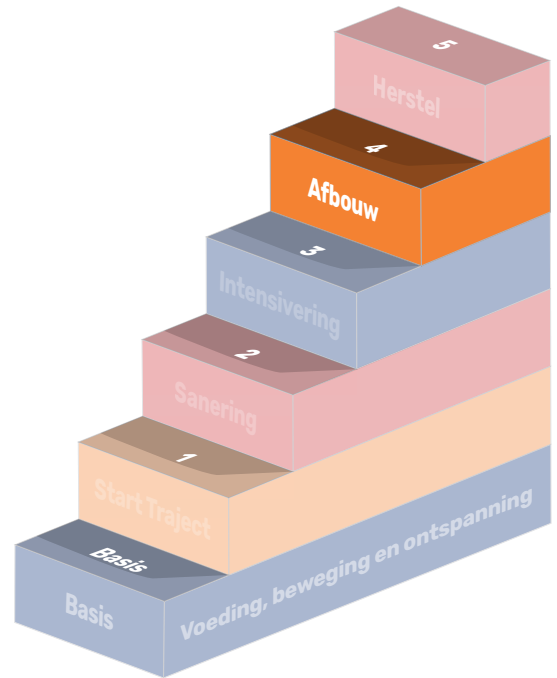 5
Herstel
4
Afbouw
3
Intensivering
2
Sanering
1
Start Traject
Basis
Basis
Voeding, beweging en ontspanning